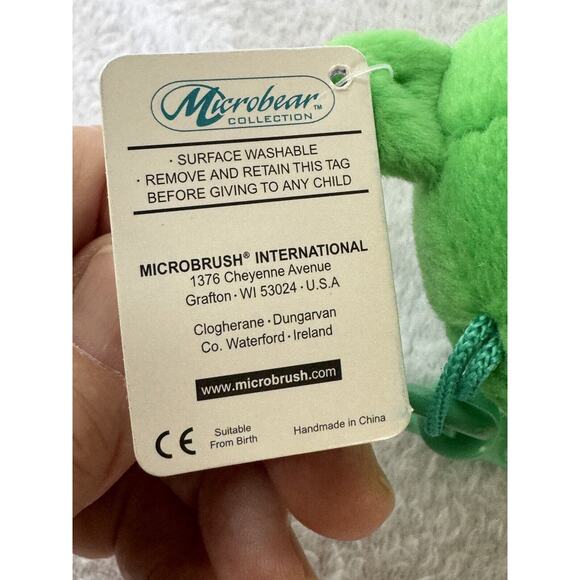 Microbear™
COLLECTION
· SURFACE WASHABLE
· REMOVE AND RETAIN THIS TAG
BEFORE GIVING TO ANY CHILD
MICROBRUSH® INTERNATIONAL
1376 Cheyenne Avenue
Grafton · WI 53024 · U.S.A
Clogherane · Dungarvan
Co. Waterford · Ireland
www.microbrush.com
CE Suitable
From Birth
Handmade in China